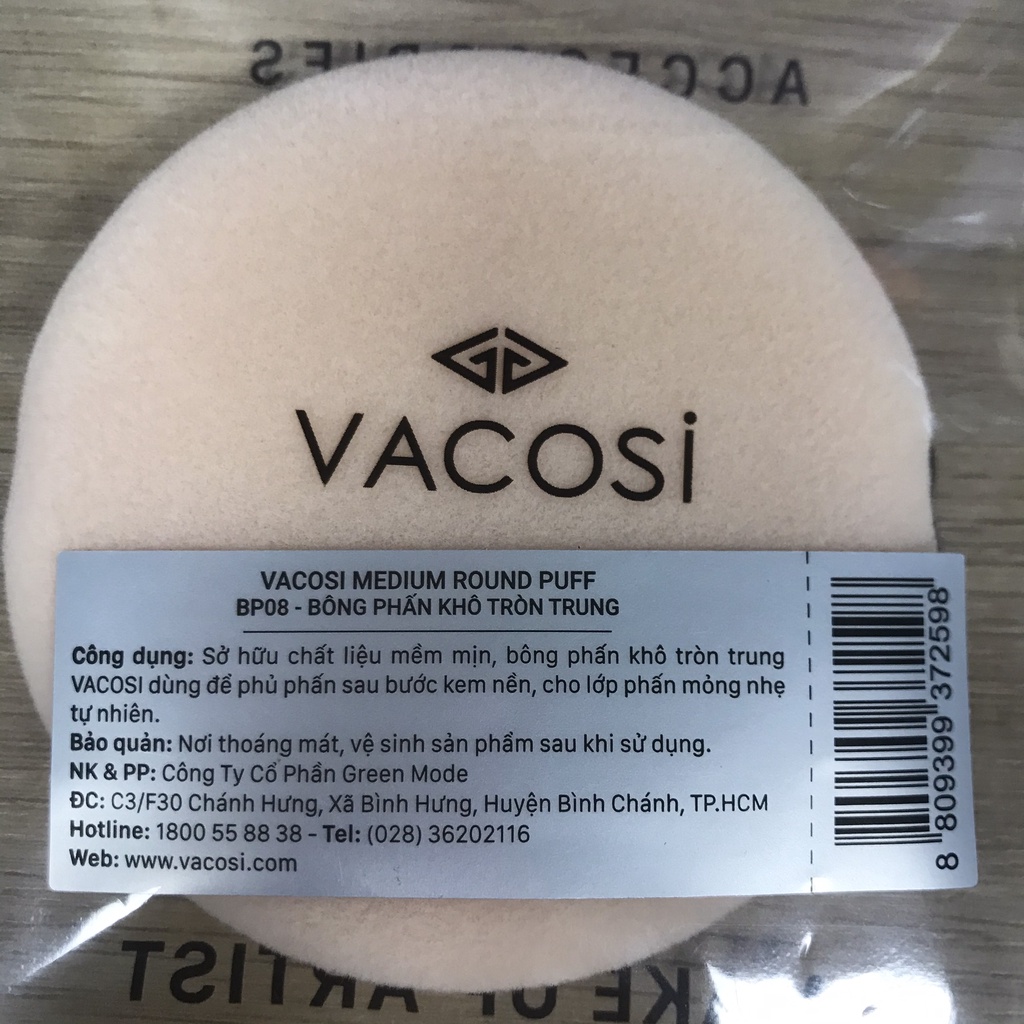 ACCESSORIES
VACOSI
VACOSI MEDIUM ROUND PUFF
BP08 - BÔNG PHẤN KHÔ TRÒN TRUNG
Công dụng: Sở hữu chất liệu mềm mịn, bông phấn khô tròn trung
VACOSI dùng để phủ phấn sau bước kem nền, cho lớp phấn mỏng nhẹ
tự nhiên.
Bảo quản: Nơi thoáng mát, vệ sinh sản phẩm sau khi sử dụng.
NK & PP: Công Ty Cổ Phần Green Mode
ĐC: C3/F30 Chánh Hưng, Xã Bình Hưng, Huyện Bình Chánh, TP.HCM
Hotline: 1800 55 88 38 - Tel: (028) 36202116
Web: www.vacosi.com
8 809399 372598
ARTIST